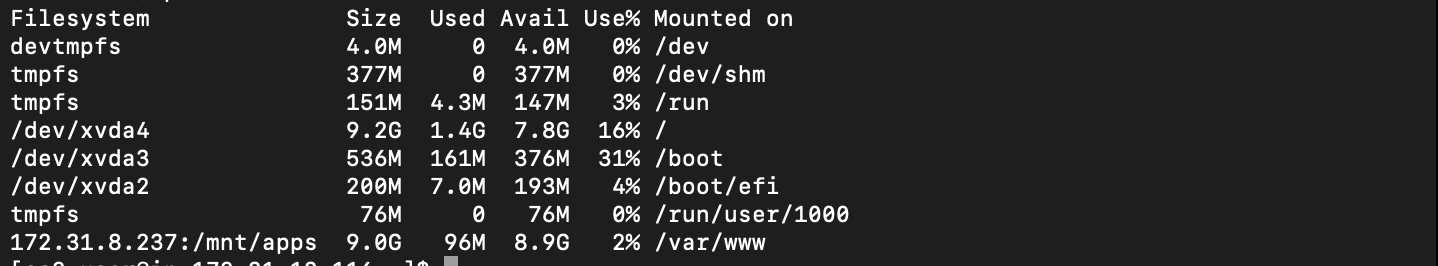 Filesystem Size Used Avail Use% Mounted on
devtmpfs 4.0M 0 4.0M 0% /dev
tmpfs 377M 0 377M 0% /dev/shm
tmpfs 151M 4.3M 147M 3% /run
/dev/xvda4 9.2G 1.4G 7.8G 16% /
/dev/xvda3 536M 161M 376M 31% /boot
/dev/xvda2 200M 7.0M 193M 4% /boot/efi
tmpfs 76M 0 76M 0% /run/user/1000
172.31.8.237:/mnt/apps 9.0G 96M 8.9G 2% /var/www